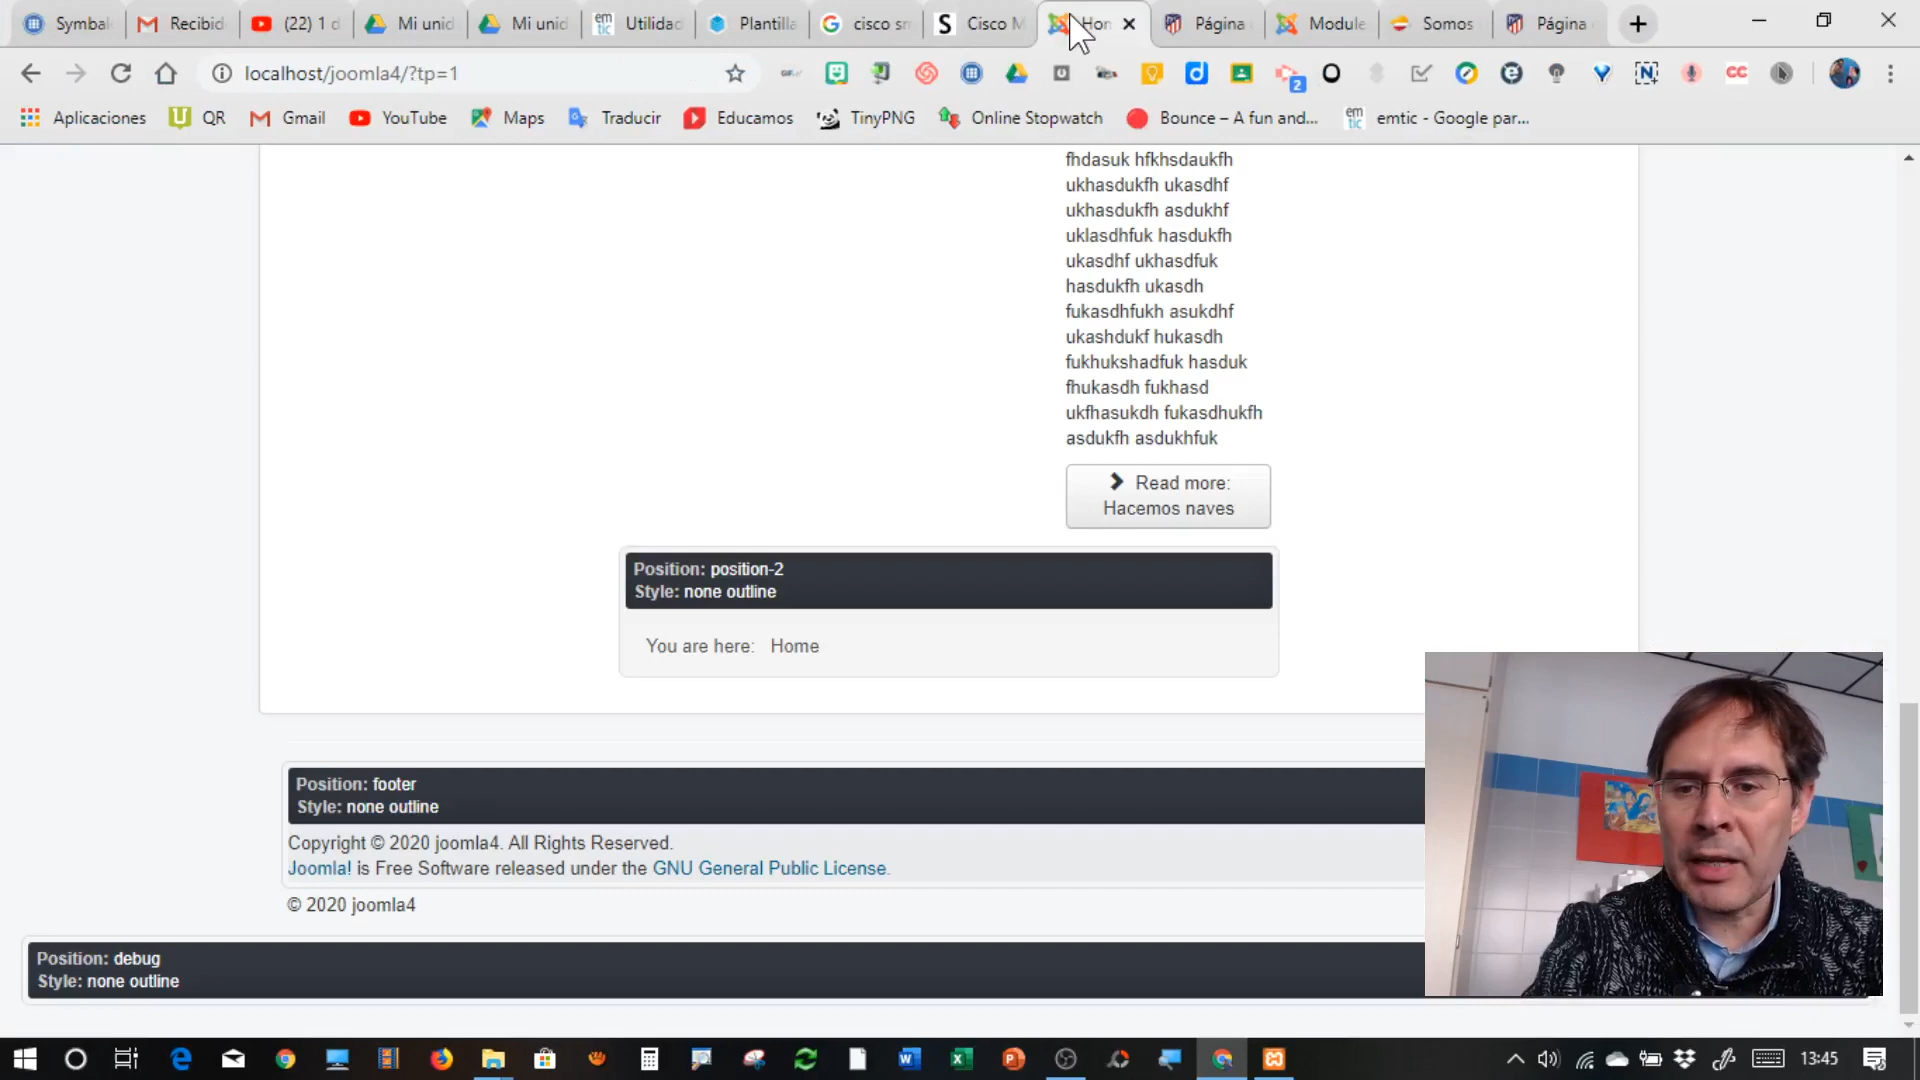 Symbal
Recibid
(22) 1 d
Mi unid
Mi unid
Utilidad
Plantilla
cisco sn
Cisco M
Hon
Página
Module
Somos
Página
localhost/joomla4/?tp=1
Aplicaciones
QR
Gmail
YouTube
Maps
Traducir
Educamos
TinyPNG
Online Stopwatch
Bounce – A fun and...
emtic - Google par...
fhdasuk hfkhsdaukfh
ukhasdukfh ukasdhf
ukhasdukfh asdukhf
uklasdhfuk hasdukfh
ukasdhf ukhasdfuk
hasdukfh ukasdh
fukasdhfukh asukdhf
ukashdukf hukasdh
fukhukshadfuk hasduk
fhukasdh fukhasd
ukfhasukdh fukasdhukfh
asdukfh asdukhfuk
Read more:
Hacemos naves
Position: position-2
Style: none outline
You are here: Home
Position: footer
Style: none outline
Copyright © 2020 joomla4. All Rights Reserved.
Joomla! is Free Software released under the GNU General Public License.
© 2020 joomla4
Position: debug
Style: none outline
13:45